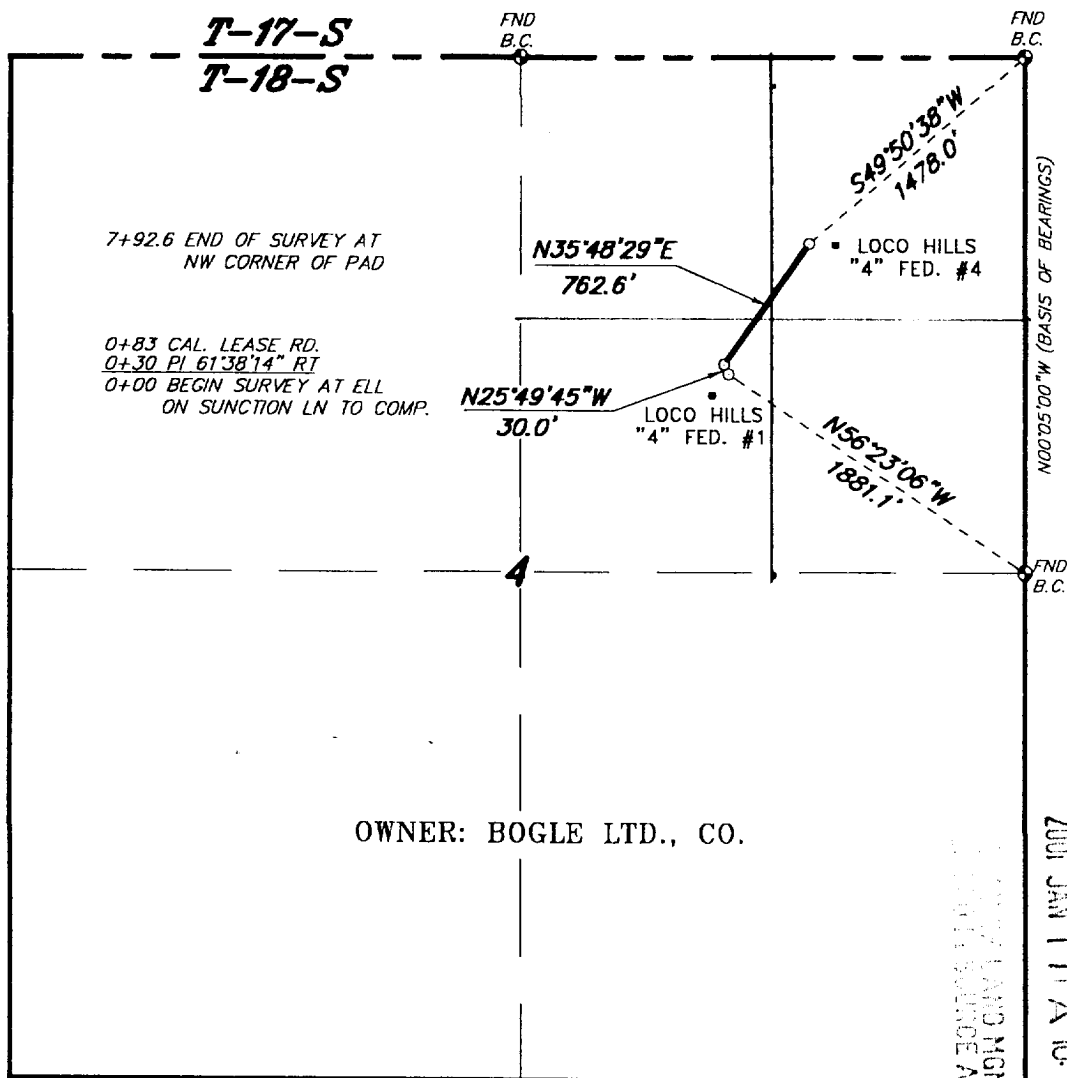 T-17-S
T-18-S
FND
B.C.
FND
B.C.
S49°50'38"W
1478.0'
N00°05'00"W (BASIS OF BEARINGS)
7+92.6 END OF SURVEY AT
NW CORNER OF PAD
N35°48'29"E
762.6'
LOCO HILLS
"4" FED. #4
0+83 CAL. LEASE RD.
0+30 PI 61°38'14" RT
0+00 BEGIN SURVEY AT ELL
ON SUNCTION LN TO COMP.
N25°49'45"W
30.0'
LOCO HILLS
"4" FED. #1
N56°23'06"W
1881.1'
4
FND
B.C.
OWNER: BOGLE LTD., CO.
2001 JAN
LAND MGM